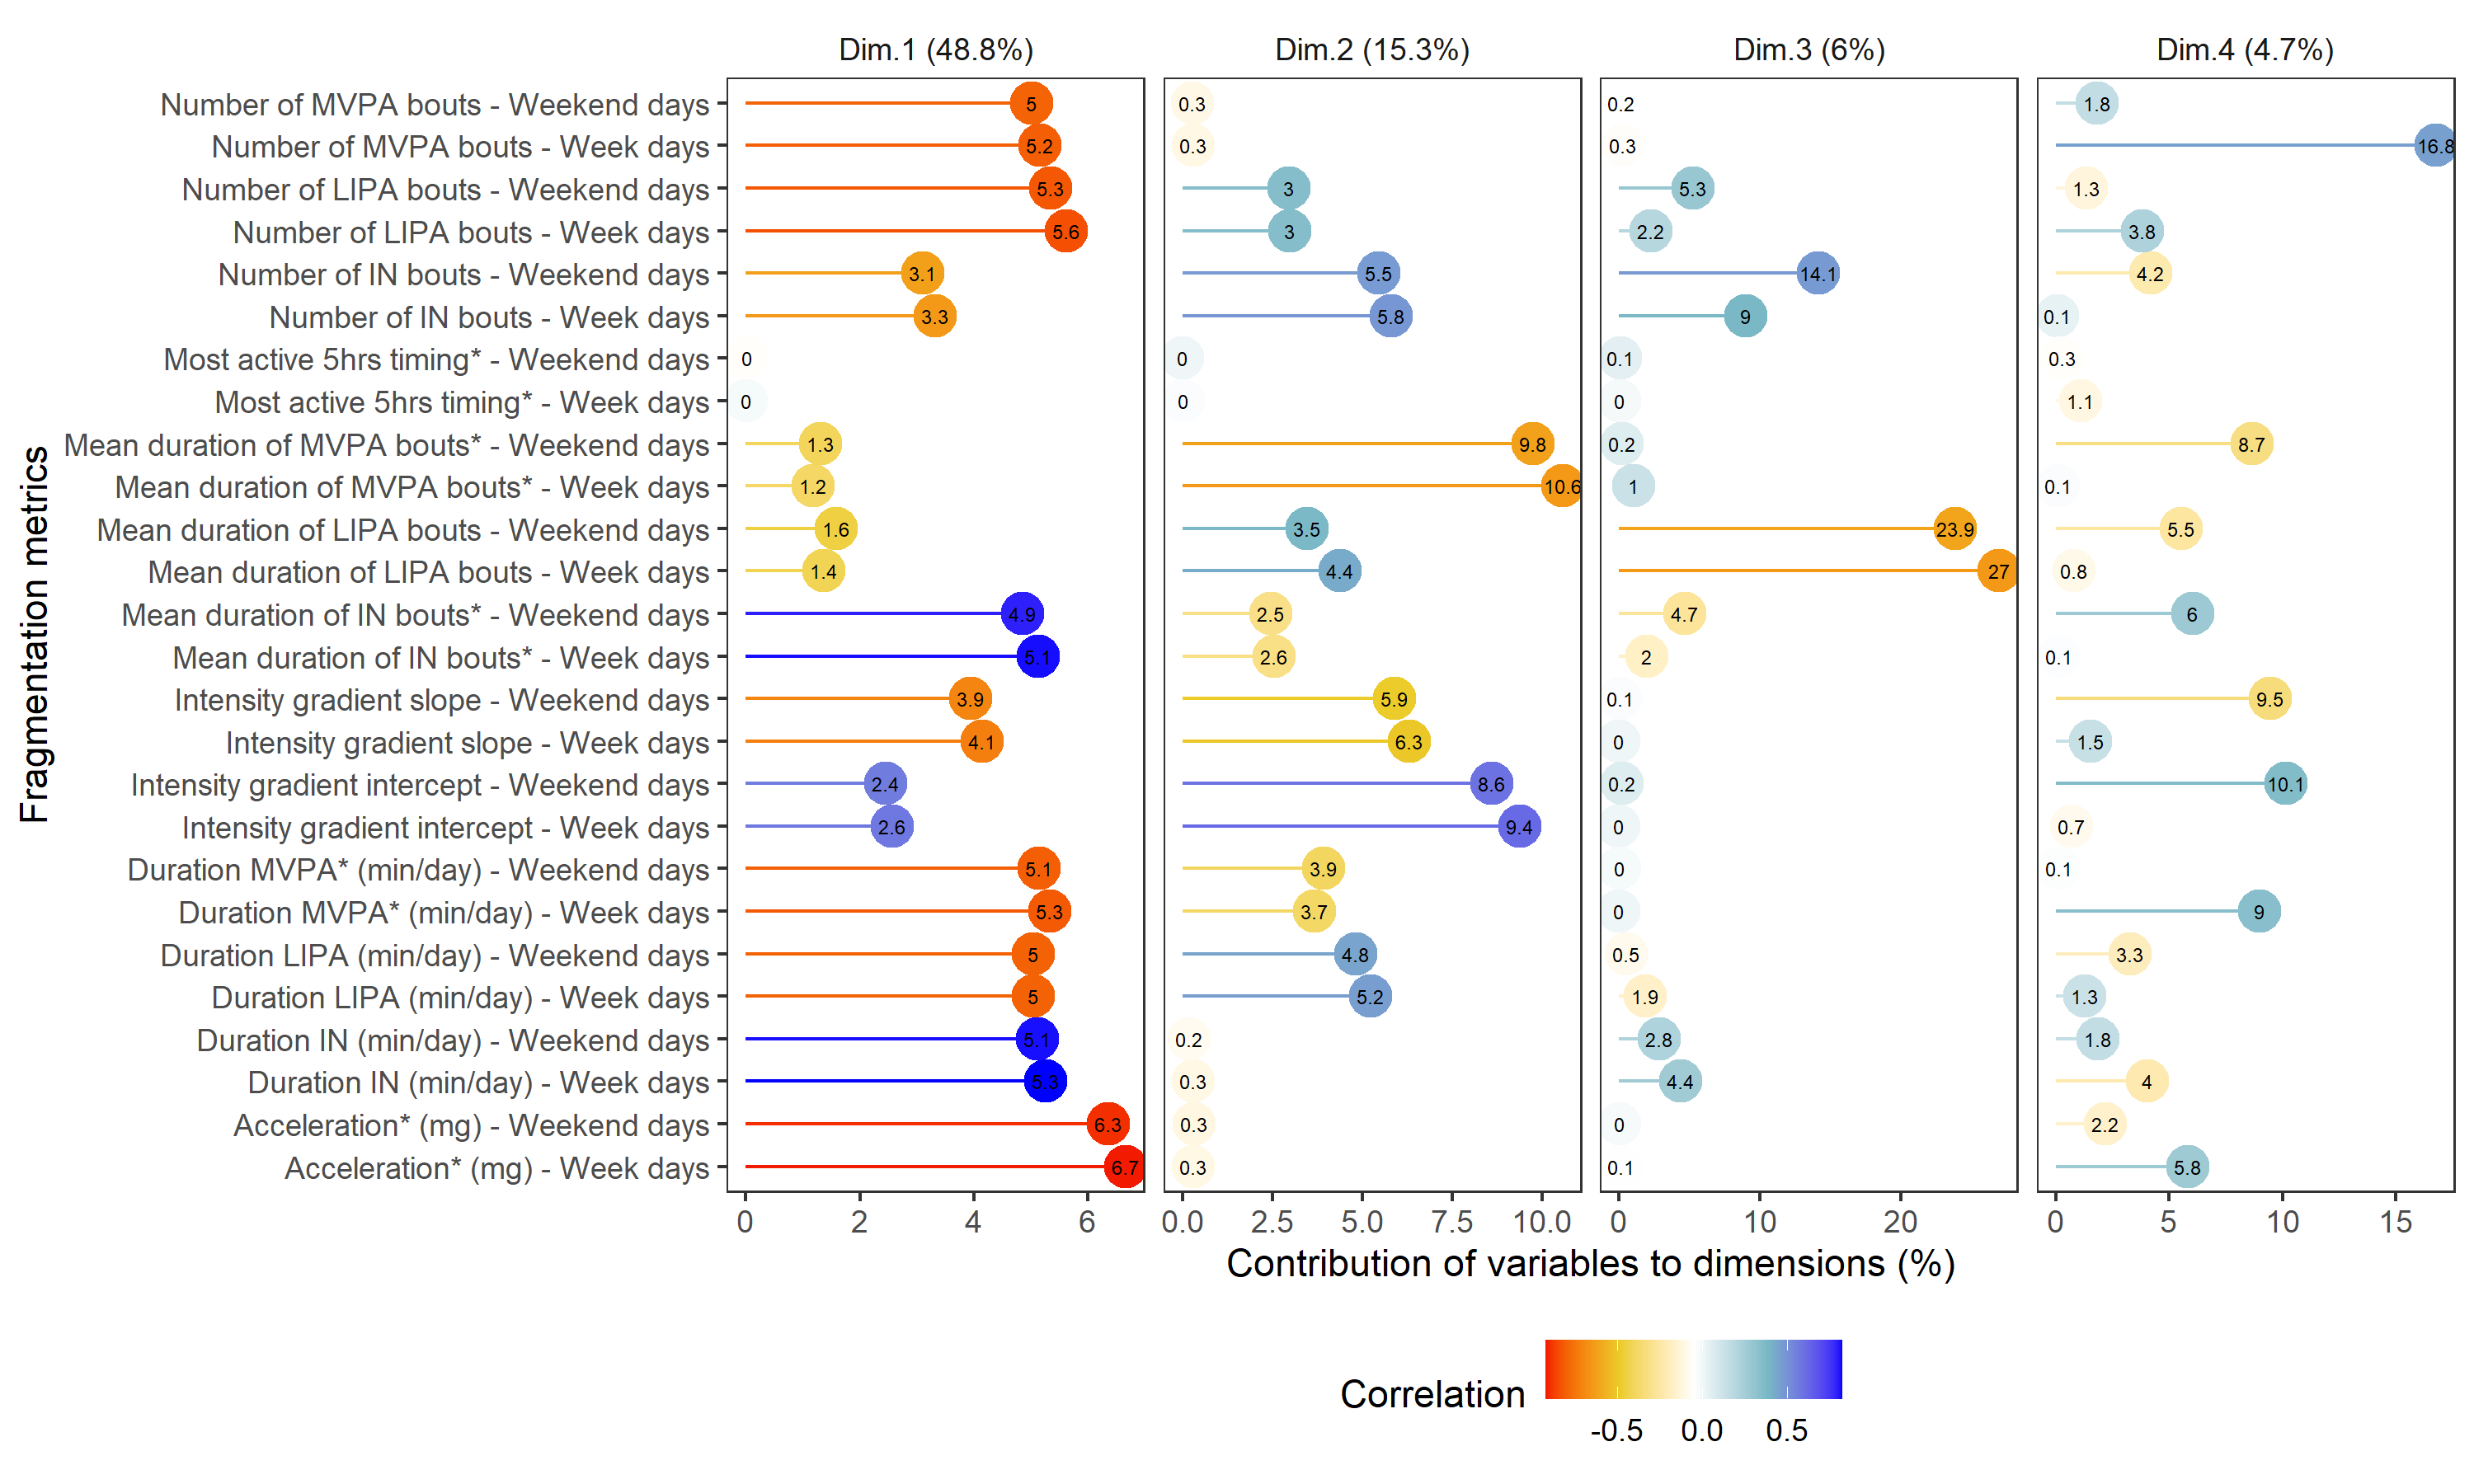 Dim.1 (48.8%) Dim.2 (15.3%) Dim.3 (6%) Dim.4 (4.7%)
Fragmentation metrics
Number of MVPA bouts - Weekend days 5 0.3 0.2 1.8
Number of MVPA bouts - Week days 5.2 0.3 0.3 16.8
Number of LIPA bouts - Weekend days 5.3 3 5.3 1.3
Number of LIPA bouts - Week days 5.6 3 2.2 3.8
Number of IN bouts - Weekend days 3.1 5.5 14.1 4.2
Number of IN bouts - Week days 3.3 5.8 9 0.1
Most active 5hrs timing* - Weekend days 0 0 0.1 0.3
Most active 5hrs timing* - Week days 0 0 0 1.1
Mean duration of MVPA bouts* - Weekend days 1.3 9.8 0.2 8.7
Mean duration of MVPA bouts* - Week days 1.2 10.6 1 0.1
Mean duration of LIPA bouts - Weekend days 1.6 3.5 23.9 5.5
Mean duration of LIPA bouts - Week days 1.4 4.4 27 0.8
Mean duration of IN bouts* - Weekend days 4.9 2.5 4.7 6
Mean duration of IN bouts* - Week days 5.1 2.6 2 0.1
Intensity gradient slope - Weekend days 3.9 5.9 0.1 9.5
Intensity gradient slope - Week days 4.1 6.3 0 1.5
Intensity gradient intercept - Weekend days 2.4 8.6 0.2 10.1
Intensity gradient intercept - Week days 2.6 9.4 0 0.7
Duration MVPA* (min/day) - Weekend days 5.1 3.9 0 0.1
Duration MVPA* (min/day) - Week days 5.3 3.7 0 9
Duration LIPA (min/day) - Weekend days 5 4.8 0.5 3.3
Duration LIPA (min/day) - Week days 5 5.2 1.9 1.3
Duration IN (min/day) - Weekend days 5.1 0.2 2.8 1.8
Duration IN (min/day) - Week days 5.3 0.3 4.4 4
Acceleration* (mg) - Weekend days 6.3 0.3 0 2.2
Acceleration* (mg) - Week days 6.7 0.3 0.1 5.8
0 2 4 6 0.0 2.5 5.0 7.5 10.0 0 10 20 0 5 10 15
Contribution of variables to dimensions (%)
Correlation
-0.5 0.0 0.5